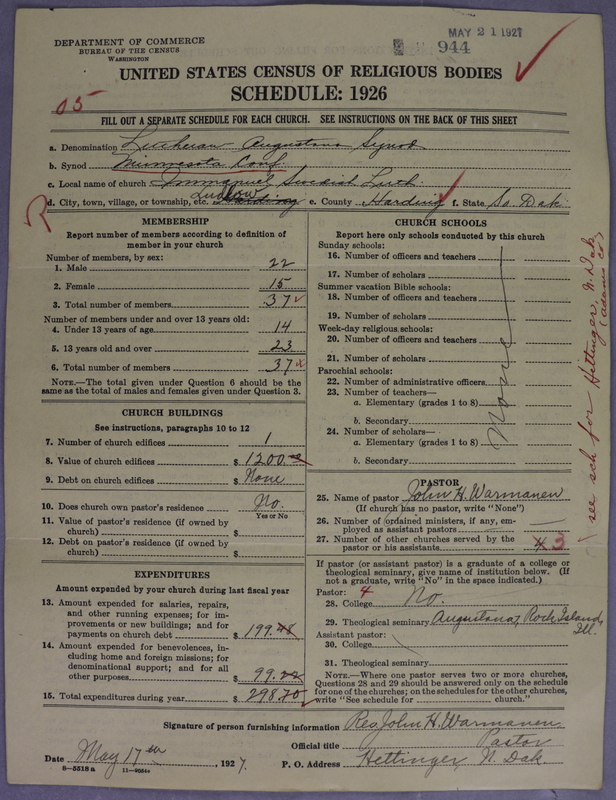 DEPARTMENT OF COMMERCE
BUREAU OF THE CENSUS
WASHINGTON
MAY 21 1927
944
UNITED STATES CENSUS OF RELIGIOUS BODIES
SCHEDULE: 1926
05
FILL OUT A SEPARATE SCHEDULE FOR EACH CHURCH. SEE INSTRUCTIONS ON THE BACK OF THIS SHEET
a. Denomination Lutheran Augustana Synod
b. Synod Minnesota Conf.
c. Local name of church Immanuel Swedish Luth.
d. City, town, village, or township, etc. Ludlow Harding e. County Harding f. State So. Dak.
MEMBERSHIP
Report number of members according to definition of member in your church
Number of members, by sex:
1. Male 22
2. Female 15
3. Total number of members 37
Number of members under and over 13 years old:
4. Under 13 years of age 14
5. 13 years old and over 23
6. Total number of members 37
NOTE.—The total given under Question 6 should be the same as the total of males and females given under Question 3.
CHURCH BUILDINGS
See instructions, paragraphs 10 to 12
7. Number of church edifices 1
8. Value of church edifices $ 1200.00
9. Debt on church edifices $ None
10. Does church own pastor's residence No.
Yes or No
11. Value of pastor's residence (if owned by church) $
12. Debt on pastor's residence (if owned by church) $
EXPENDITURES
Amount expended by your church during last fiscal year
13. Amount expended for salaries, repairs, and other running expenses; for improvements or new buildings; and for payments on church debt $ 199.48
14. Amount expended for benevolences, including home and foreign missions; for denominational support; and for all other purposes $ 99.22
15. Total expenditures during year $ 298.70
CHURCH SCHOOLS
Report here only schools conducted by this church
Sunday schools:
16. Number of officers and teachers
17. Number of scholars
Summer vacation Bible schools:
18. Number of officers and teachers
19. Number of scholars
Week-day religious schools:
20. Number of officers and teachers
21. Number of scholars
Parochial schools:
22. Number of administrative officers
23. Number of teachers—
a. Elementary (grades 1 to 8)
b. Secondary
24. Number of scholars—
a. Elementary (grades 1 to 8)
b. Secondary
None
see sch for Hettinger, N. Dak.
PASTOR
25. Name of pastor John H. Warmanen
(If church has no pastor, write "None")
26. Number of ordained ministers, if any, employed as assistant pastors
27. Number of other churches served by the pastor or his assistants 4 3
If pastor (or assistant pastor) is a graduate of a college or theological seminary, give name of institution below. (If not a graduate, write "No" in the space indicated.)
Pastor: 4
28. College No.
29. Theological seminary Augustana, Rock Island, Ill.
Assistant pastor:
30. College
31. Theological seminary
NOTE.—Where one pastor serves two or more churches, Questions 28 and 29 should be answered only on the schedule for one of the churches; on the schedules for the other churches, write "See schedule for church."
Signature of person furnishing information Rev. John H. Warmanen
Official title Pastor
Date May 17th, 1927. P. O. Address Hettinger, N. Dak.
8-5518a 11-9054a